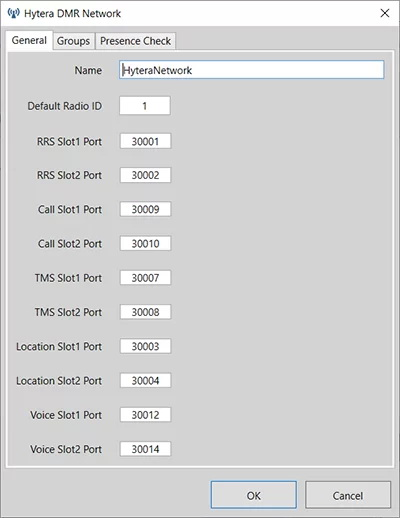 Hytera DMR Network
General Groups Presence Check
Name HyteraNetwork
Default Radio ID 1
RRS Slot1 Port 30001
RRS Slot2 Port 30002
Call Slot1 Port 30009
Call Slot2 Port 30010
TMS Slot1 Port 30007
TMS Slot2 Port 30008
Location Slot1 Port 30003
Location Slot2 Port 30004
Voice Slot1 Port 30012
Voice Slot2 Port 30014
OK Cancel